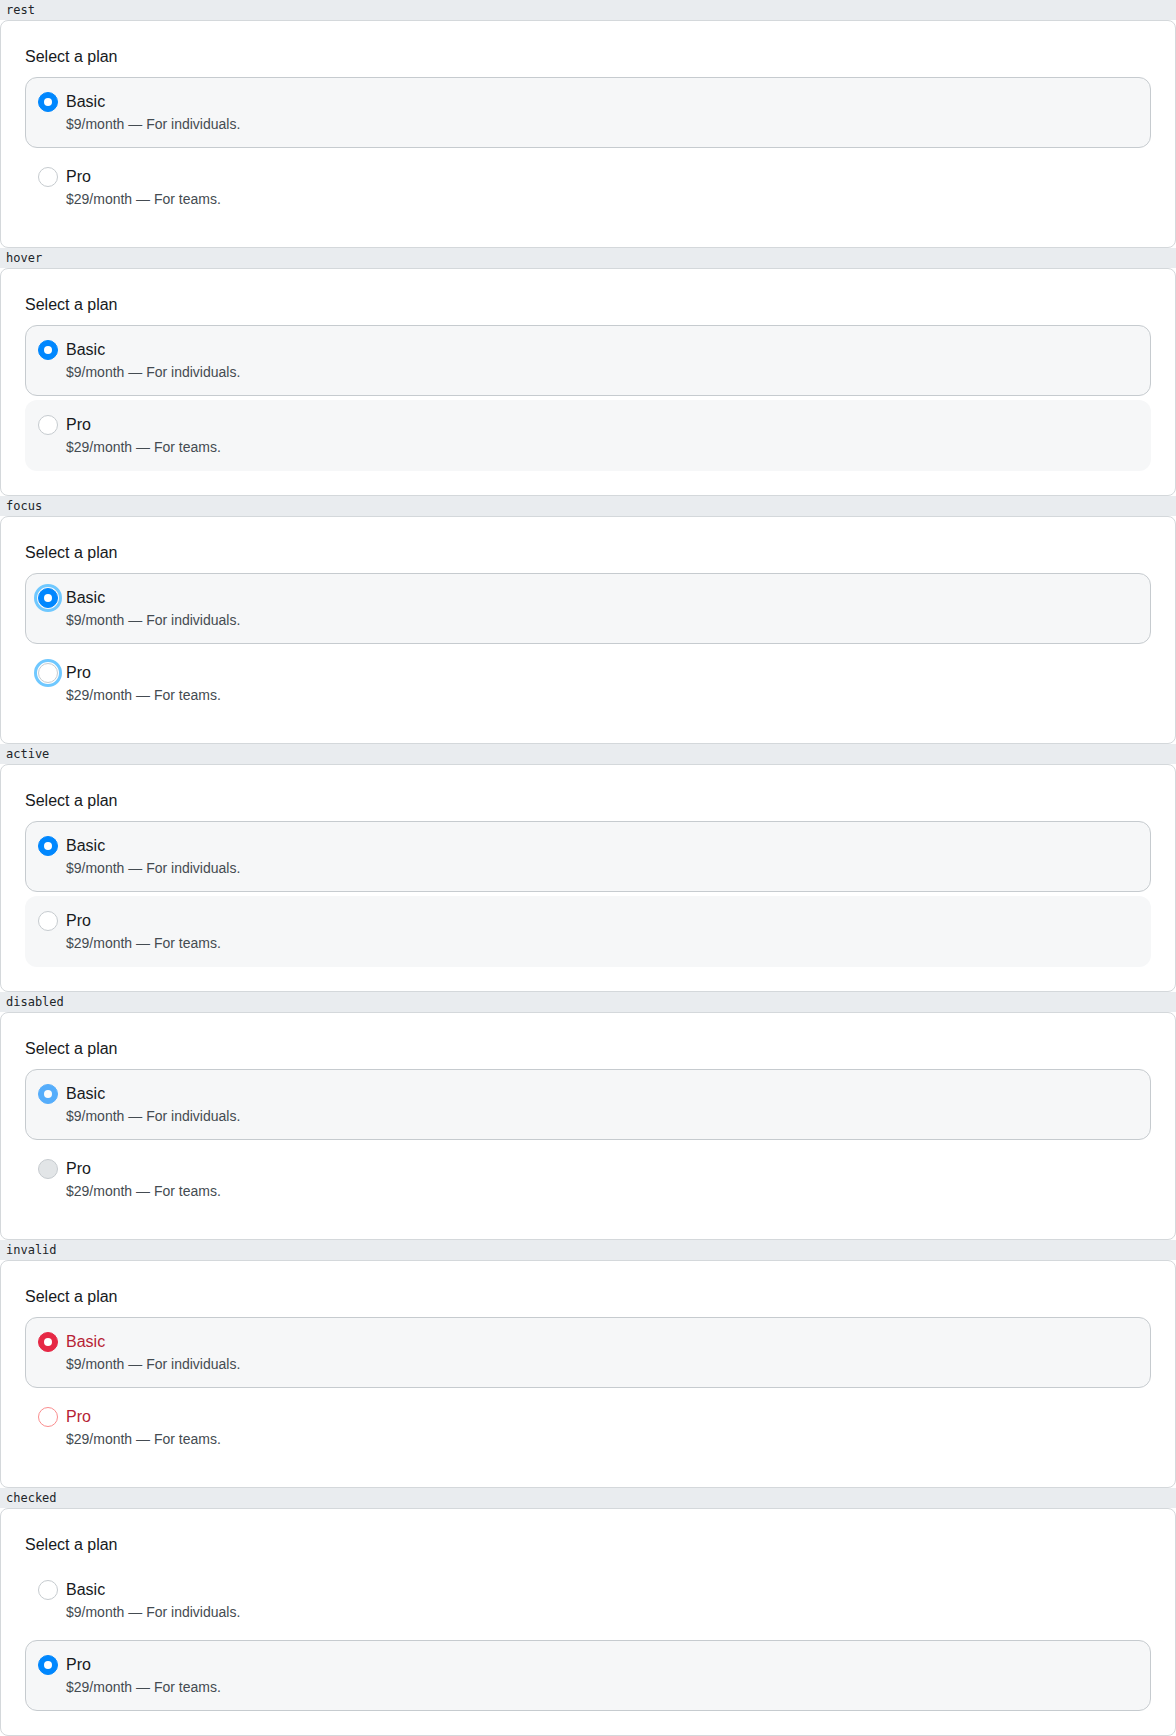 rest
Select a plan
Basic
$9/month — For individuals.
Pro
$29/month — For teams.
hover
Select a plan
Basic
$9/month — For individuals.
Pro
$29/month — For teams.
focus
Select a plan
Basic
$9/month — For individuals.
Pro
$29/month — For teams.
active
Select a plan
Basic
$9/month — For individuals.
Pro
$29/month — For teams.
disabled
Select a plan
Basic
$9/month — For individuals.
Pro
$29/month — For teams.
invalid
Select a plan
Basic
$9/month — For individuals.
Pro
$29/month — For teams.
checked
Select a plan
Basic
$9/month — For individuals.
Pro
$29/month — For teams.